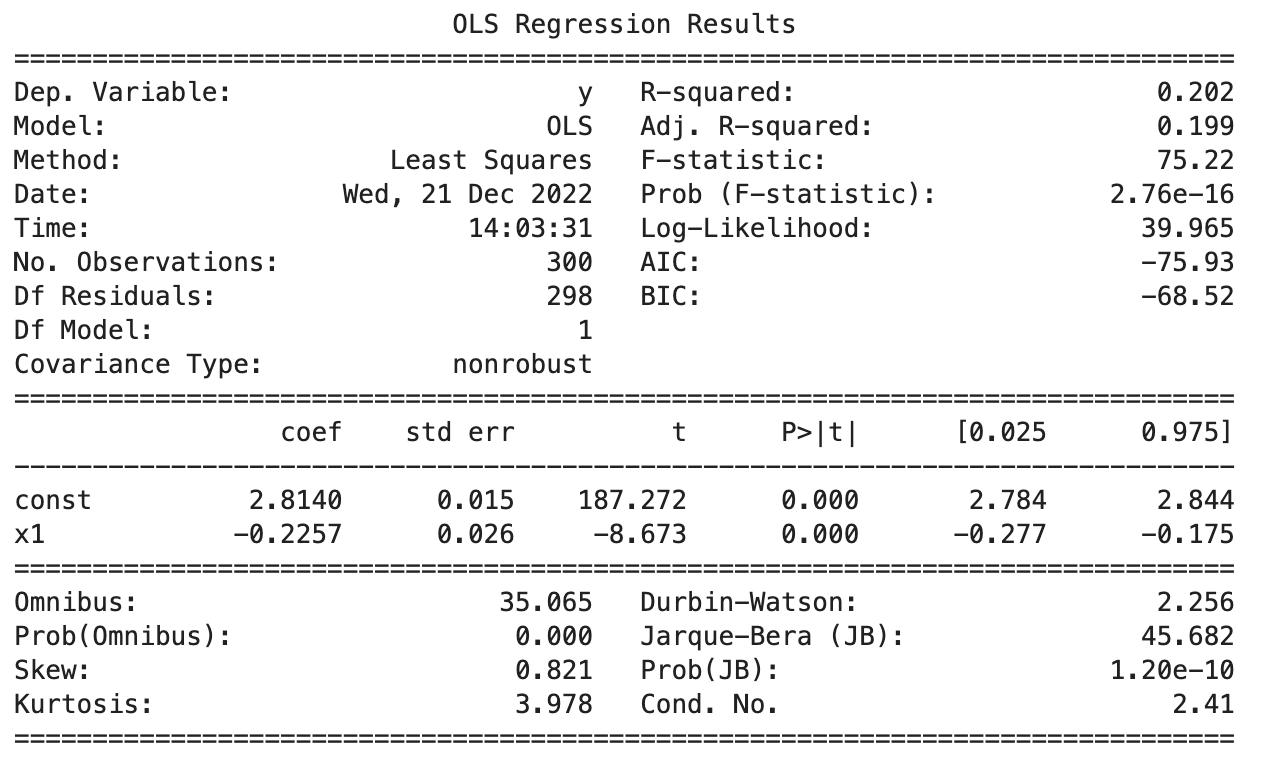 OLS Regression Results
==============================================================================
Dep. Variable:                      y   R-squared:                       0.202
Model:                            OLS   Adj. R-squared:                  0.199
Method:                 Least Squares   F-statistic:                     75.22
Date:                Wed, 21 Dec 2022   Prob (F-statistic):           2.76e-16
Time:                        14:03:31   Log-Likelihood:                 39.965
No. Observations:                 300   AIC:                            -75.93
Df Residuals:                     298   BIC:                            -68.52
Df Model:                           1
Covariance Type:            nonrobust
==============================================================================
                 coef    std err          t      P>|t|      [0.025      0.975]
------------------------------------------------------------------------------
const          2.8140      0.015    187.272      0.000       2.784       2.844
x1            -0.2257      0.026     -8.673      0.000      -0.277      -0.175
==============================================================================
Omnibus:                       35.065   Durbin-Watson:                   2.256
Prob(Omnibus):                  0.000   Jarque-Bera (JB):               45.682
Skew:                           0.821   Prob(JB):                     1.20e-10
Kurtosis:                       3.978   Cond. No.                         2.41
==============================================================================